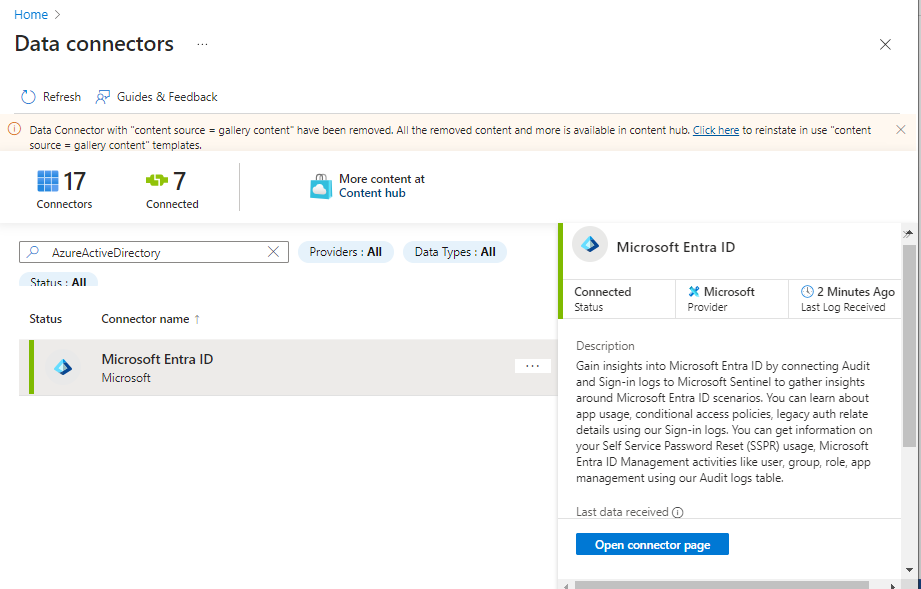 Home
Data connectors
Refresh
Guides & Feedback
Data Connector with "content source = gallery content" have been removed. All the removed content and more is available in content hub. Click here to reinstate in use "content
source = gallery content" templates.
17
Connectors
7
Connected
More content at
Content hub
AzureActiveDirectory
Providers : All
Data Types : All
Status : All
Status
Connector name ↑
Microsoft Entra ID
Microsoft
Microsoft Entra ID
Connected
Status
Microsoft
Provider
2 Minutes Ago
Last Log Received
Description
Gain insights into Microsoft Entra ID by connecting Audit
and Sign-in logs to Microsoft Sentinel to gather insights
around Microsoft Entra ID scenarios. You can learn about
app usage, conditional access policies, legacy auth relate
details using our Sign-in logs. You can get information on
your Self Service Password Reset (SSPR) usage, Microsoft
Entra ID Management activities like user, group, role, app
management using our Audit logs table.
Last data received
Open connector page